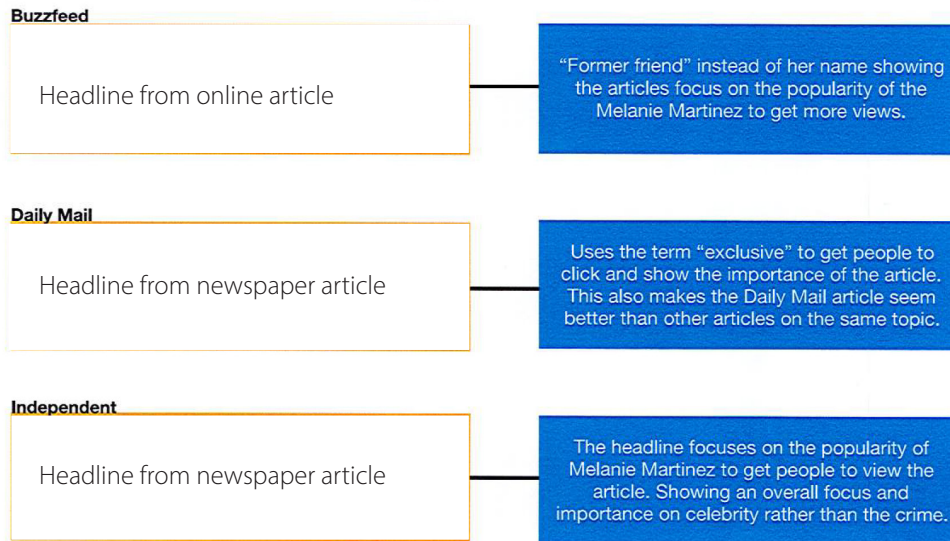 Buzzfeed
Headline from online article
“Former friend” instead of her name showing
the articles focus on the popularity of the
Melanie Martinez to get more views.
Daily Mail
Headline from newspaper article
Uses the term “exclusive” to get people to
click and show the importance of the article.
This also makes the Daily Mail article seem
better than other articles on the same topic.
Independent
Headline from newspaper article
The headline focuses on the popularity of
Melanie Martinez to get people to view the
article. Showing an overall focus and
importance on celebrity rather than the crime.